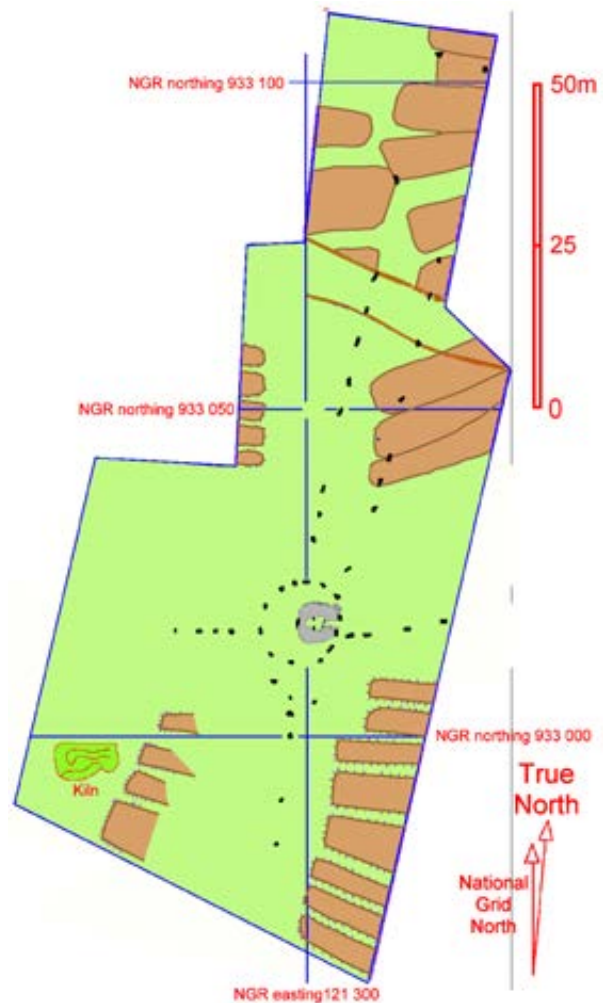 NGR northing 933 100
50m
25
NGR northing 933 050
0
NGR northing 933 000
Kiln
True
North
National
Grid
North
NGR easting121 300